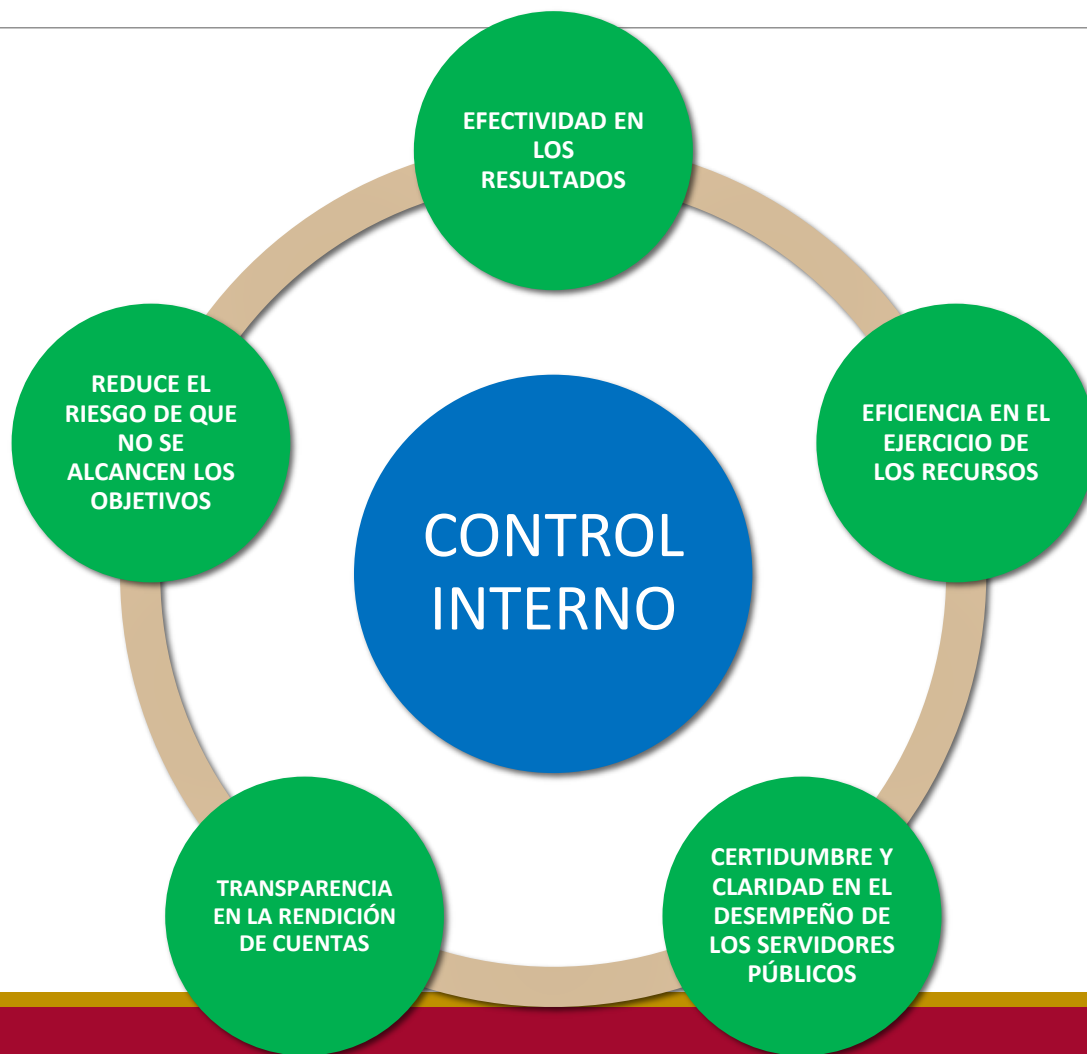 EFECTIVIDAD EN
LOS
RESULTADOS
EFICIENCIA EN EL
EJERCICIO DE
LOS RECURSOS
CERTIDUMBRE Y
CLARIDAD EN EL
DESEMPEÑO DE
LOS SERVIDORES
PÚBLICOS
TRANSPARENCIA
EN LA RENDICIÓN
DE CUENTAS
REDUCE EL
RIESGO DE QUE
NO SE
ALCANCEN LOS
OBJETIVOS
CONTROL
INTERNO